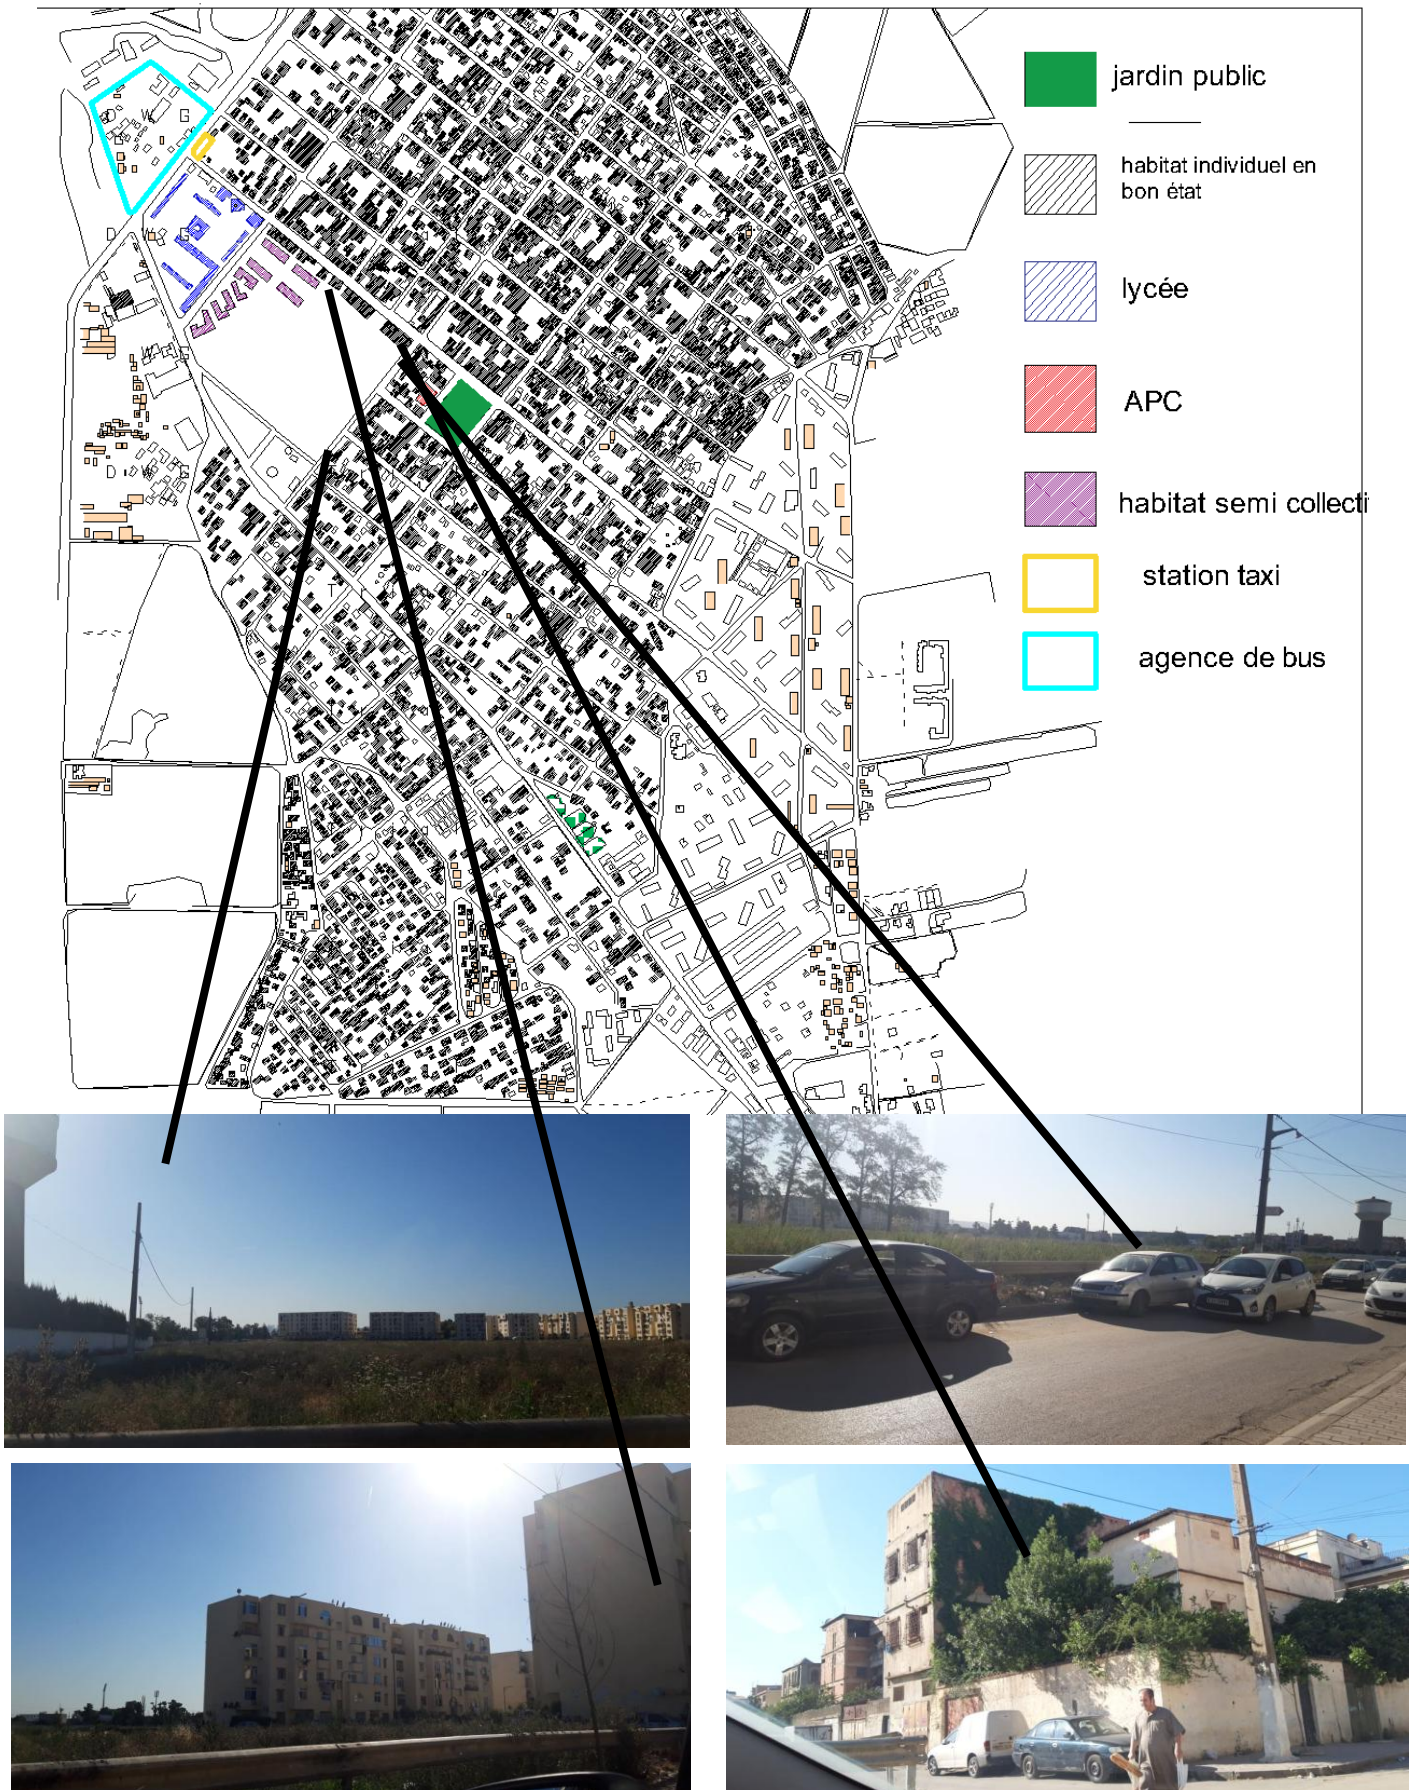 jardin public
habitat individuel en
bon état
lycée
APC
habitat semi collecti
station taxi
agence de bus
D W G
D W G
D W G